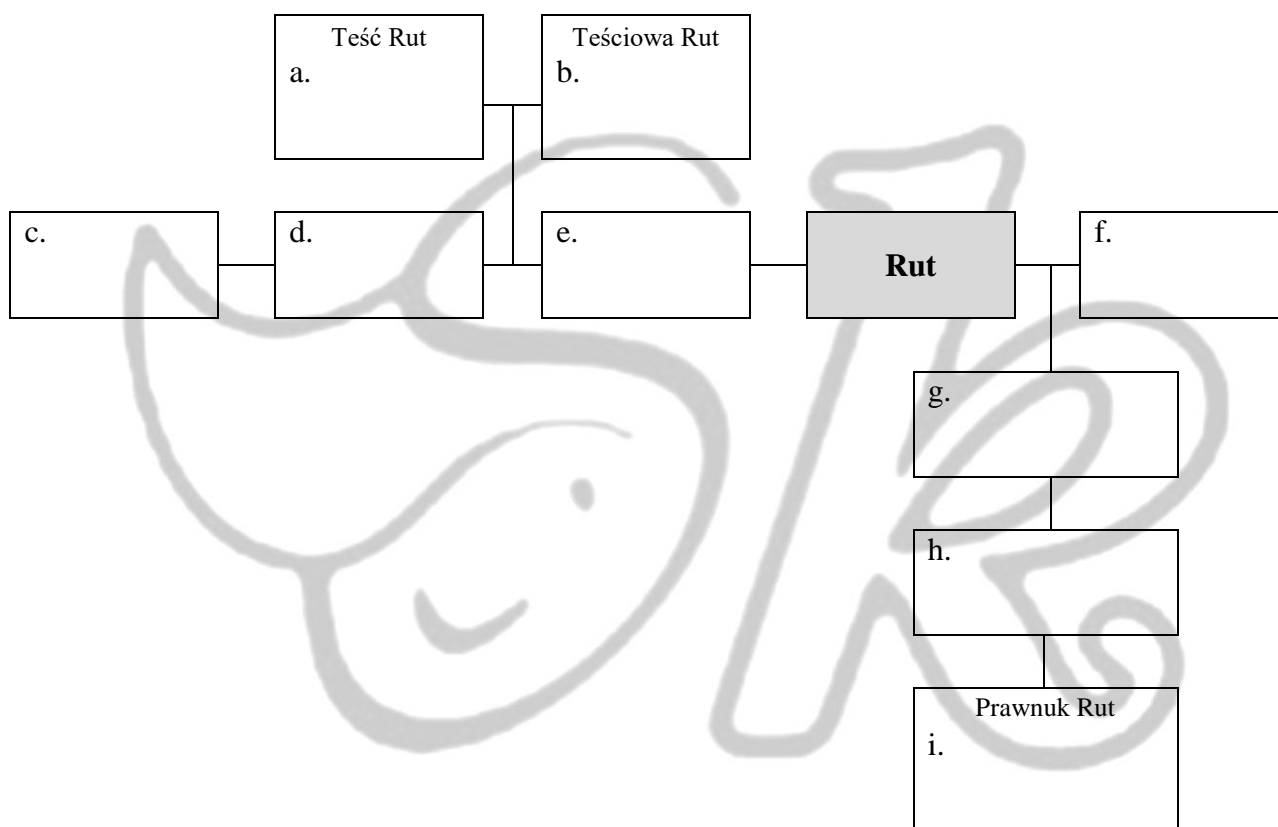 Teść Rut
a.
Teściowa Rut
b.
c.
d.
e.
Rut
f.
g.
h.
Prawnuk Rut
i.